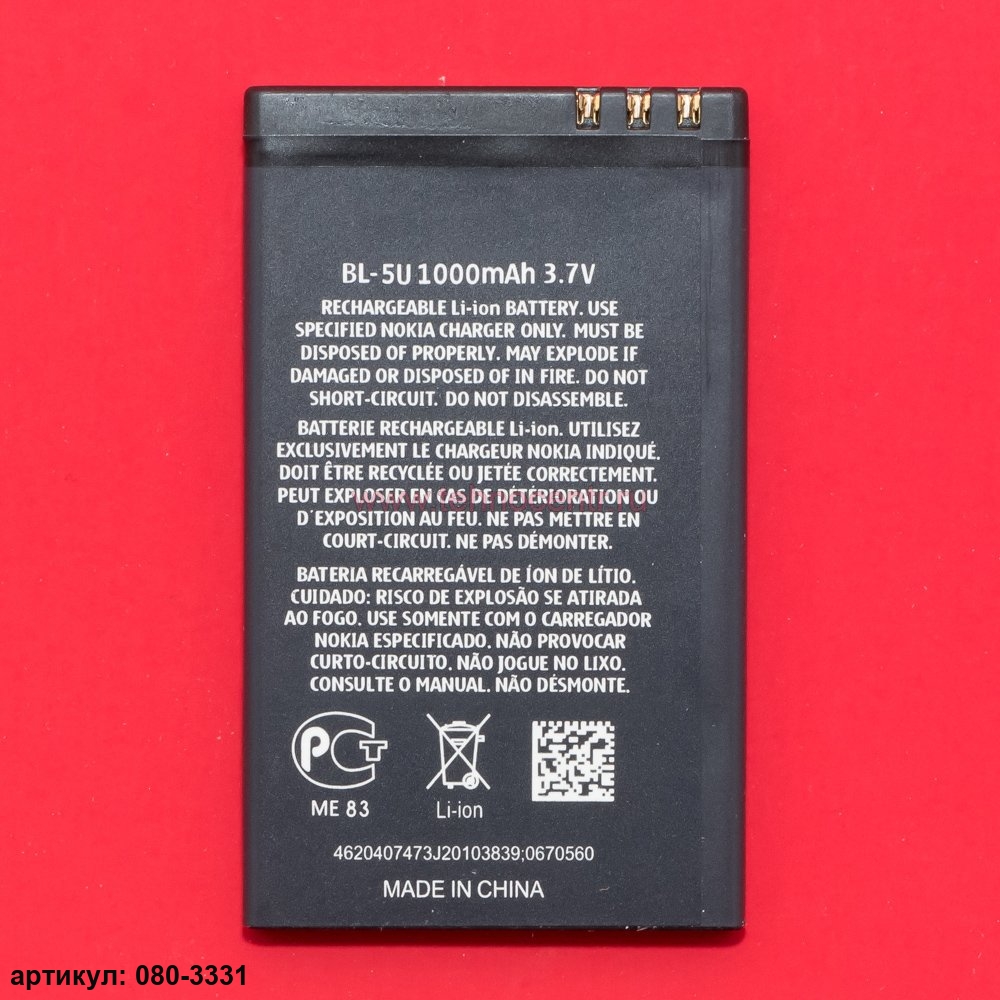 BL-5U 1000mAh 3.7V
RECHARGEABLE Li-ion BATTERY. USE
SPECIFIED NOKIA CHARGER ONLY. MUST BE
DISPOSED OF PROPERLY. MAY EXPLODE IF
DAMAGED OR DISPOSED OF IN FIRE. DO NOT
SHORT-CIRCUIT. DO NOT DISASSEMBLE.
BATTERIE RECHARGEABLE Li-ion. UTILISEZ
EXCLUSIVEMENT LE CHARGEUR NOKIA INDIQUÉ.
DOIT ÊTRE RECYCLÉE OU JETÉE CORRECTEMENT.
PEUT EXPLOSER EN CAS DE DÉTÉRIORATION OU
D'EXPOSITION AU FEU. NE PAS METTRE EN
COURT-CIRCUIT. NE PAS DÉMONTER.
BATERIA RECARREGÁVEL DE ÍON DE LÍTIO.
CUIDADO: RISCO DE EXPLOSÃO SE ATIRADA
AO FOGO. USE SOMENTE COM O CARREGADOR
NOKIA ESPECIFICADO. NÃO PROVOCAR
CURTO-CIRCUITO. NÃO JOGUE NO LIXO.
CONSULTE O MANUAL. NÃO DÉSMONTE.
РСТ
ME 83
Li-ion
4620407473J20103839;0670560
MADE IN CHINA
артикул: 080-3331